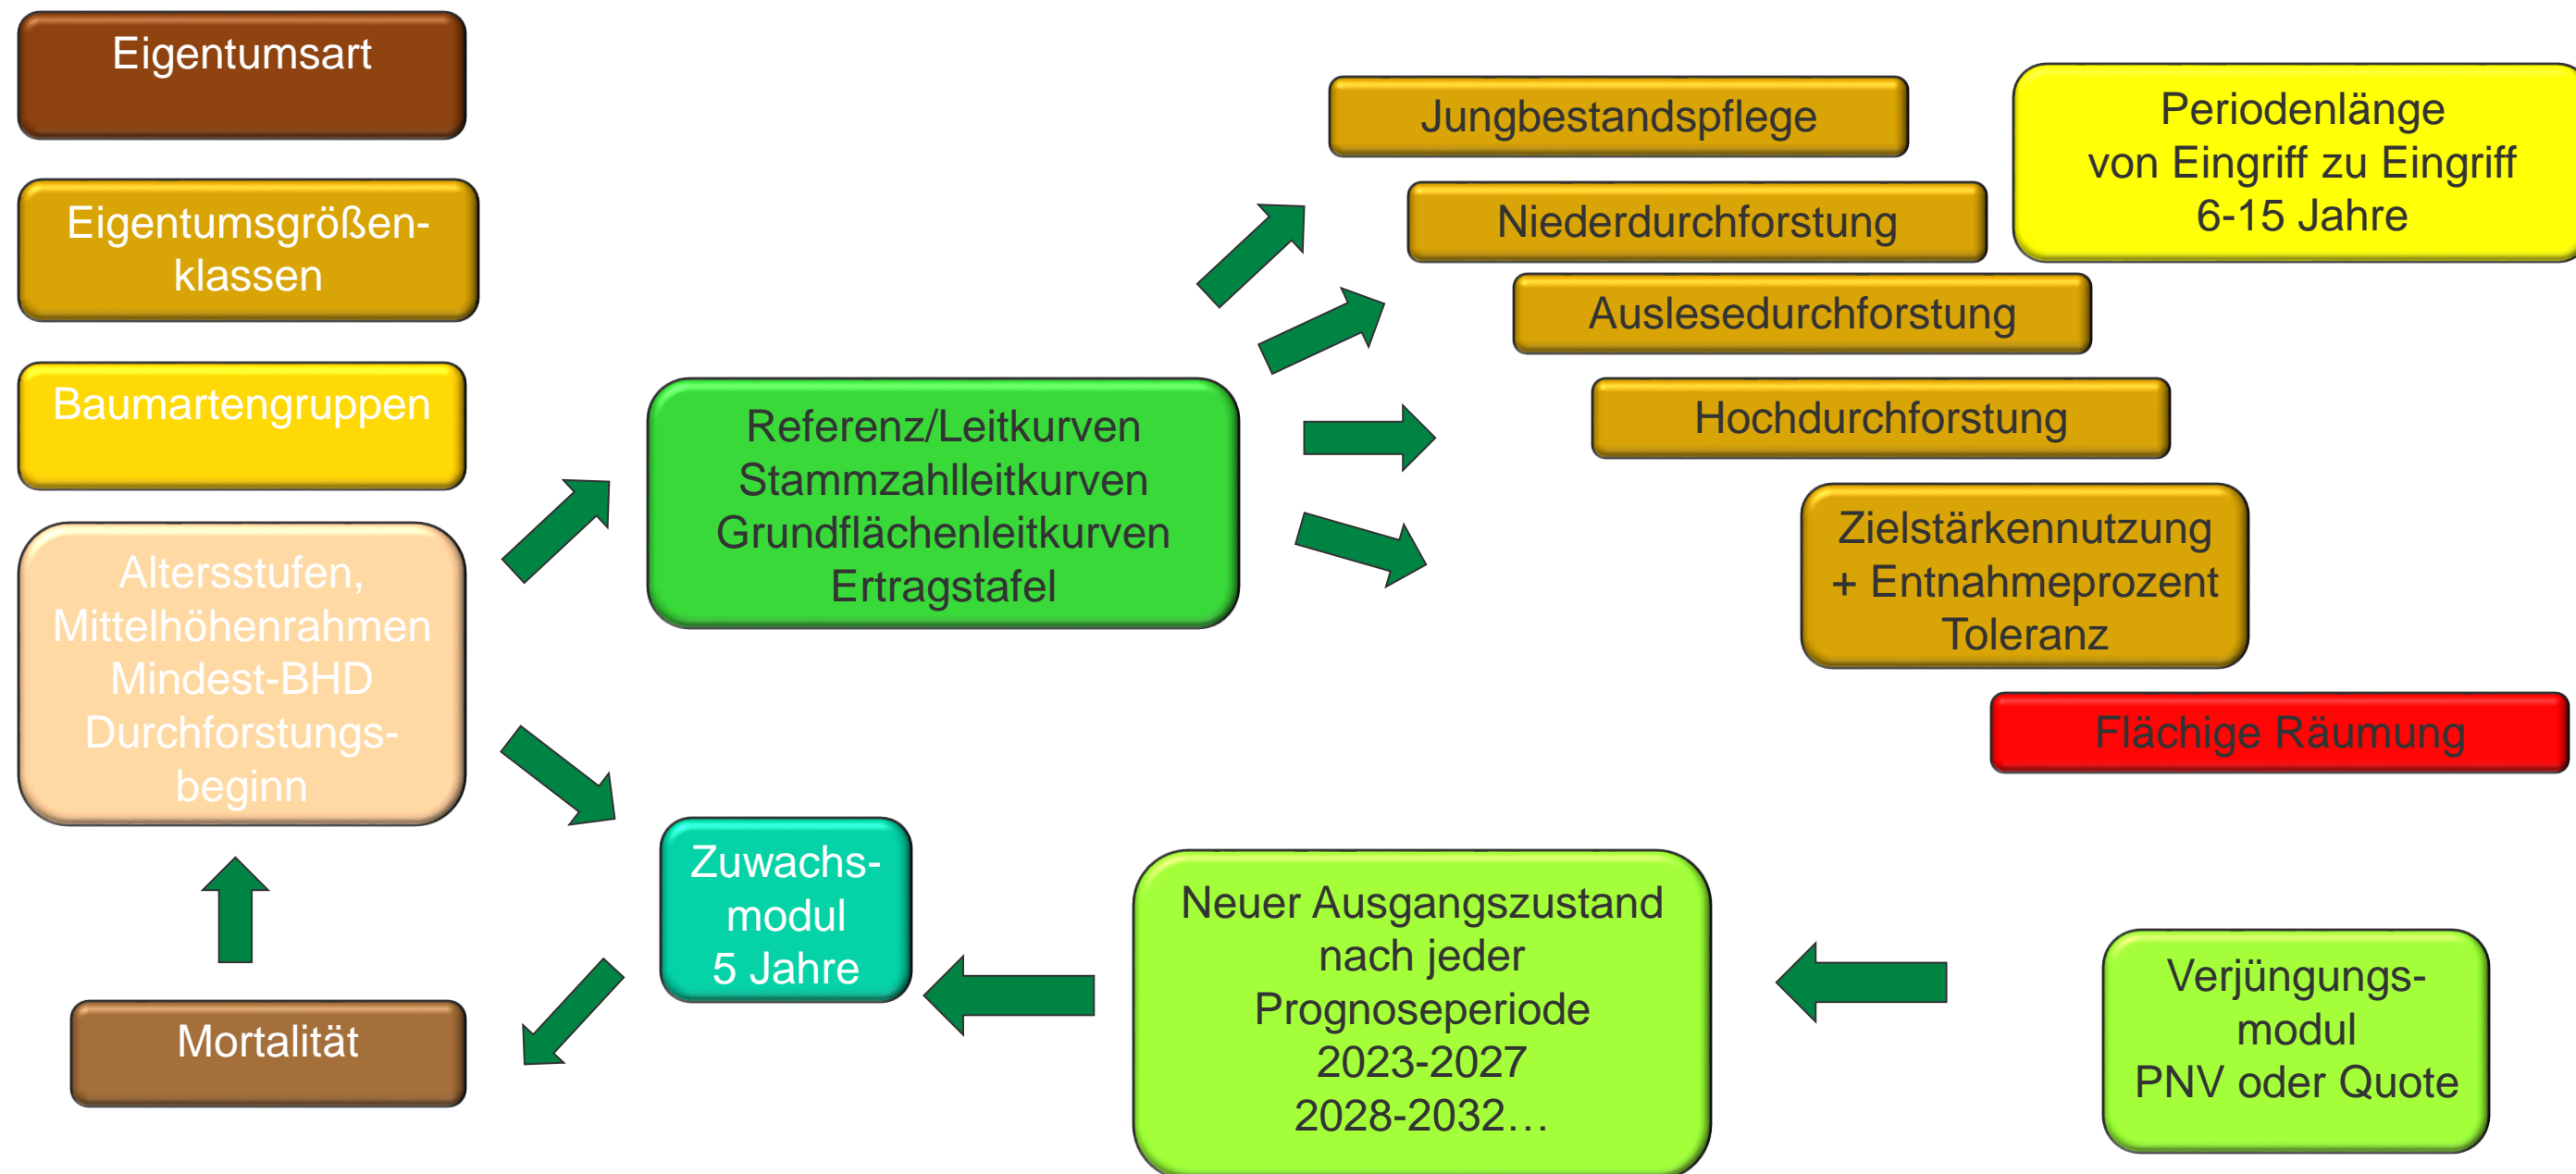 Eigentumsart
Eigentumsgrößen-
klassen
Baumartengruppen
Altersstufen,
Mittelhöhenrahmen
Mindest-BHD
Durchforstungs-
beginn
Mortalität
Referenz/Leitkurven
Stammzahlleitkurven
Grundflächenleitkurven
Ertragstafel
Zuwachs-
modul
5 Jahre
Jungbestandspflege
Niederdurchforstung
Auslesedurchforstung
Hochdurchforstung
Zielstärkennutzung
+ Entnahmeprozent
Toleranz
Flächige Räumung
Periodenlänge
von Eingriff zu Eingriff
6-15 Jahre
Neuer Ausgangszustand
nach jeder
Prognoseperiode
2023-2027
2028-2032…
Verjüngungs-
modul
PNV oder Quote